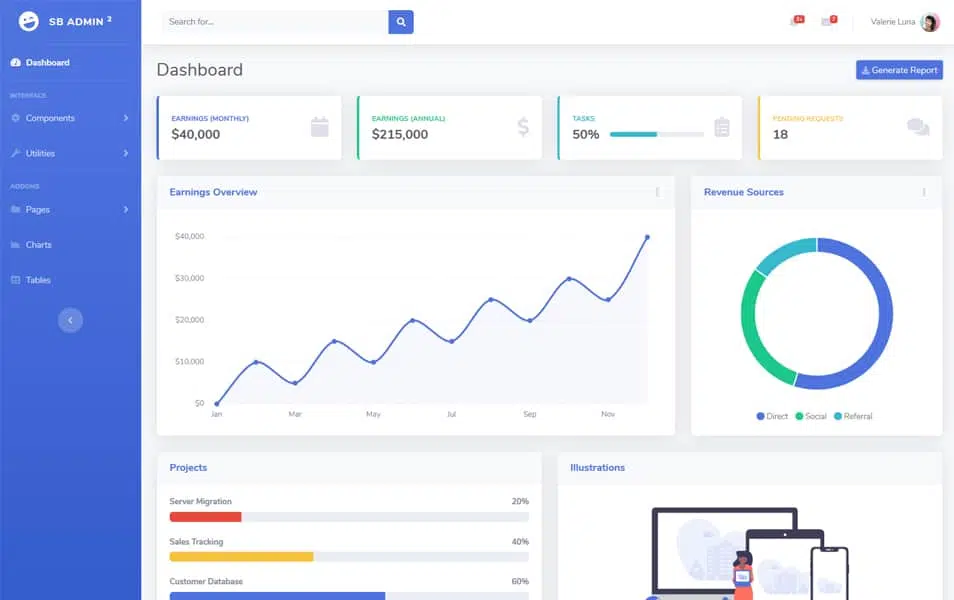 SB ADMIN 2
Search for...
3+
7
Valerie Luna
Dashboard
INTERFACE
Components
Utilities
ADDONS
Pages
Charts
Tables
Dashboard
Generate Report
EARNINGS (MONTHLY)
$40,000
EARNINGS (ANNUAL)
$215,000
TASKS
50%
PENDING REQUESTS
18
Earnings Overview
$40,000
$30,000
$20,000
$10,000
$0
Jan Mar May Jul Sep Nov
Revenue Sources
Direct Social Referral
Projects
Server Migration 20%
Sales Tracking 40%
Customer Database 60%
Illustrations